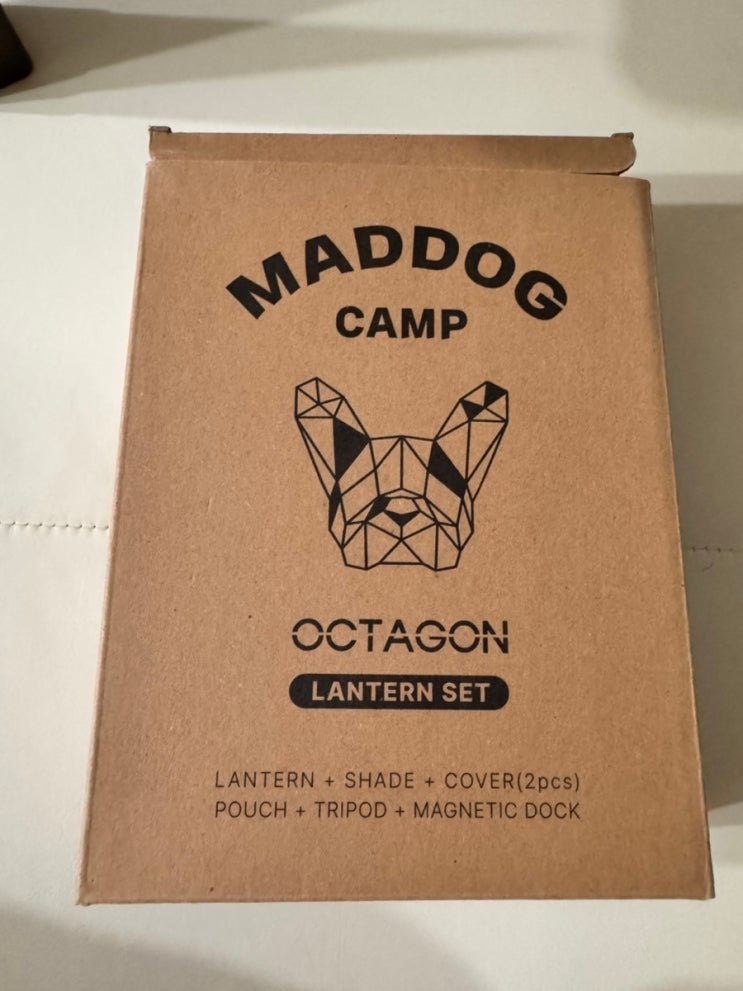 MADDOG
CAMP
OCTAGON
LANTERN SET
LANTERN + SHADE + COVER(2pcs)
POUCH + TRIPOD + MAGNETIC DOCK